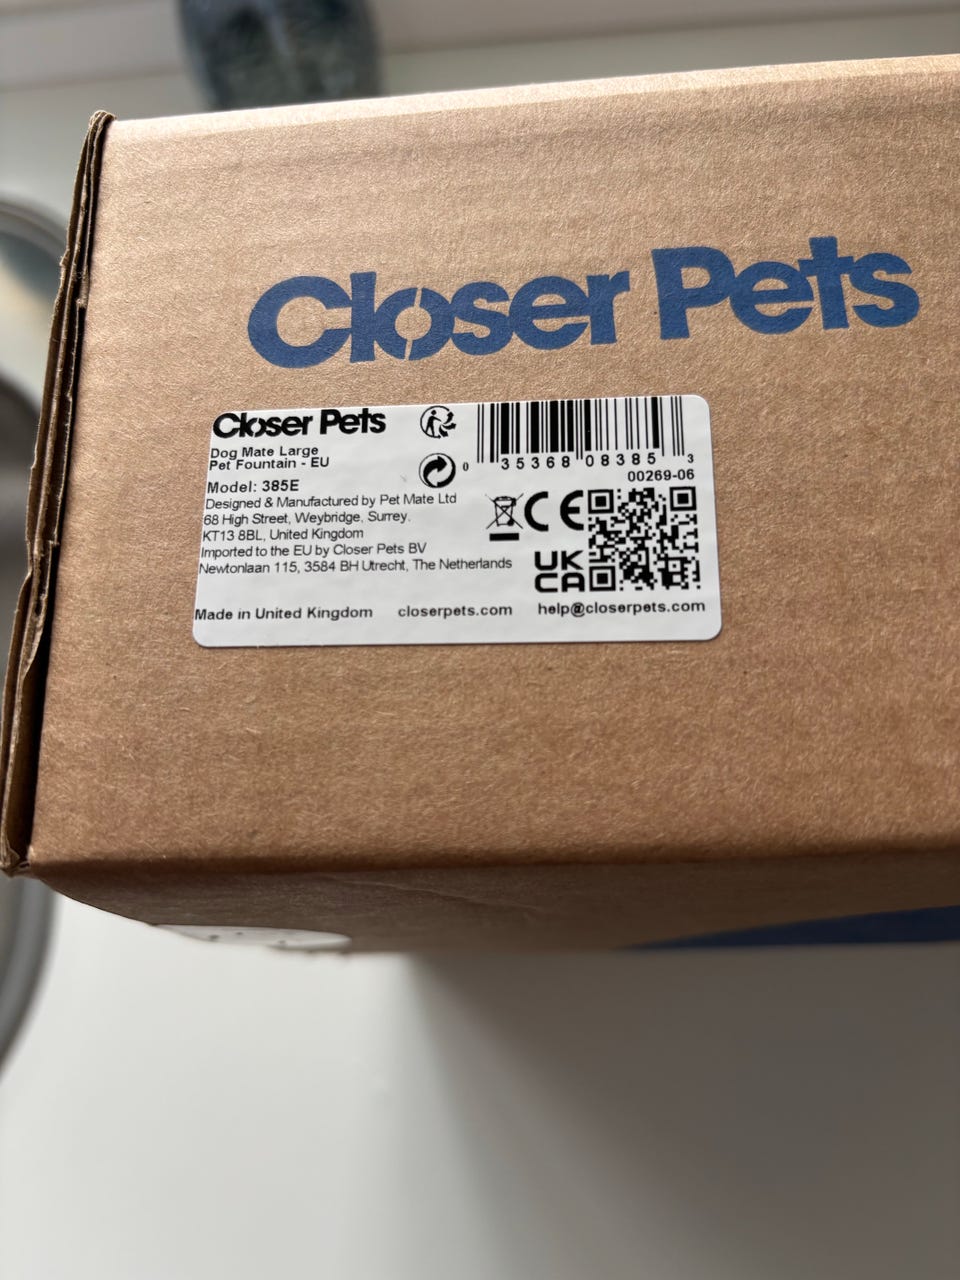 Closer Pets
Closer Pets
Dog Mate Large
Pet Fountain - EU
Model: 385E
Designed & Manufactured by Pet Mate Ltd
68 High Street, Weybridge, Surrey.
KT13 8BL, United Kingdom
Imported to the EU by Closer Pets BV
Newtonlaan 115, 3584 BH Utrecht, The Netherlands
0 35368 08385 3
00269-06
CE
UK
CA
Made in United Kingdom closerpets.com help@closerpets.com